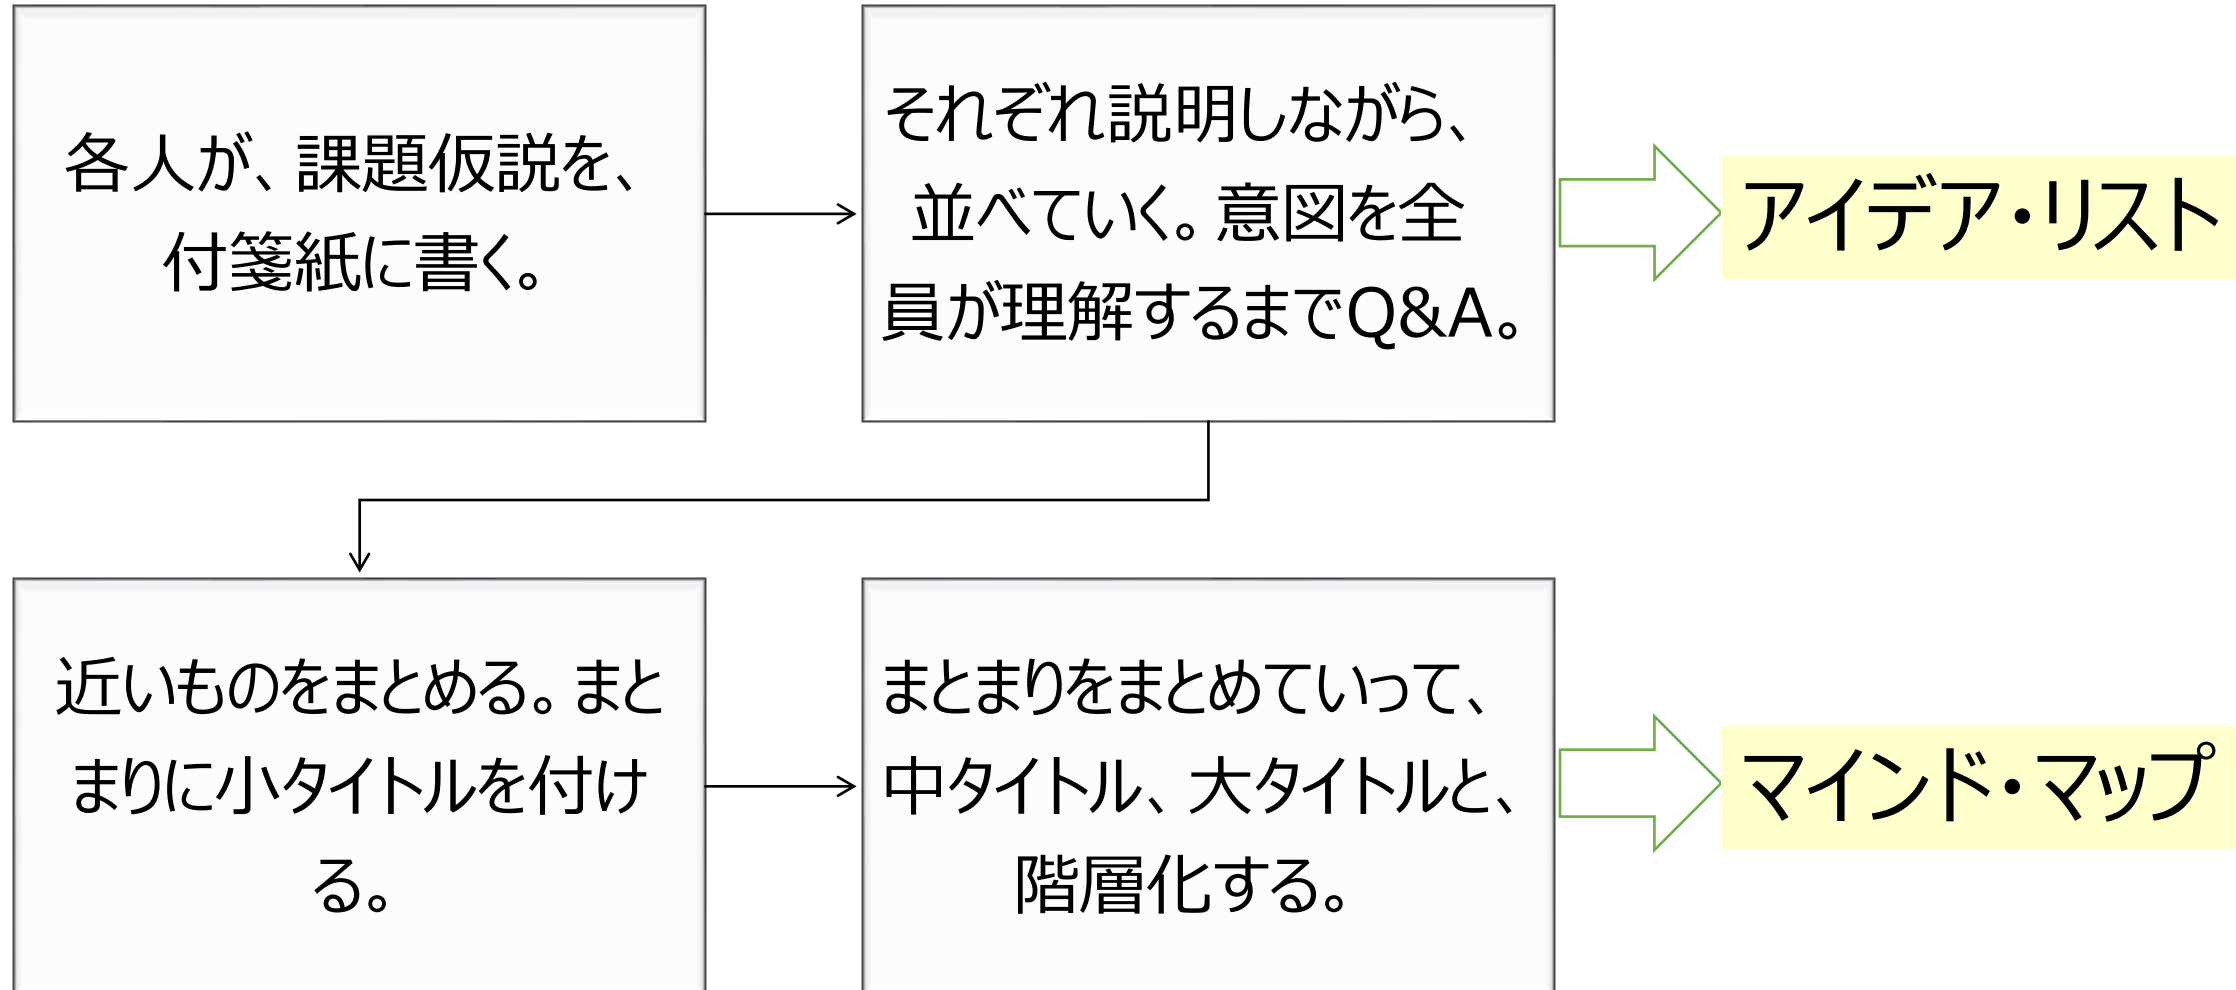 各人が、課題仮説を、
付箋紙に書く。
それぞれ説明しながら、
並べていく。意図を全
員が理解するまでQ&A。
アイデア・リスト
近いものをまとめる。まと
まりに小タイトルを付け
る。
まとまりをまとめていって、
中タイトル、大タイトルと、
階層化する。
マインド・マップ